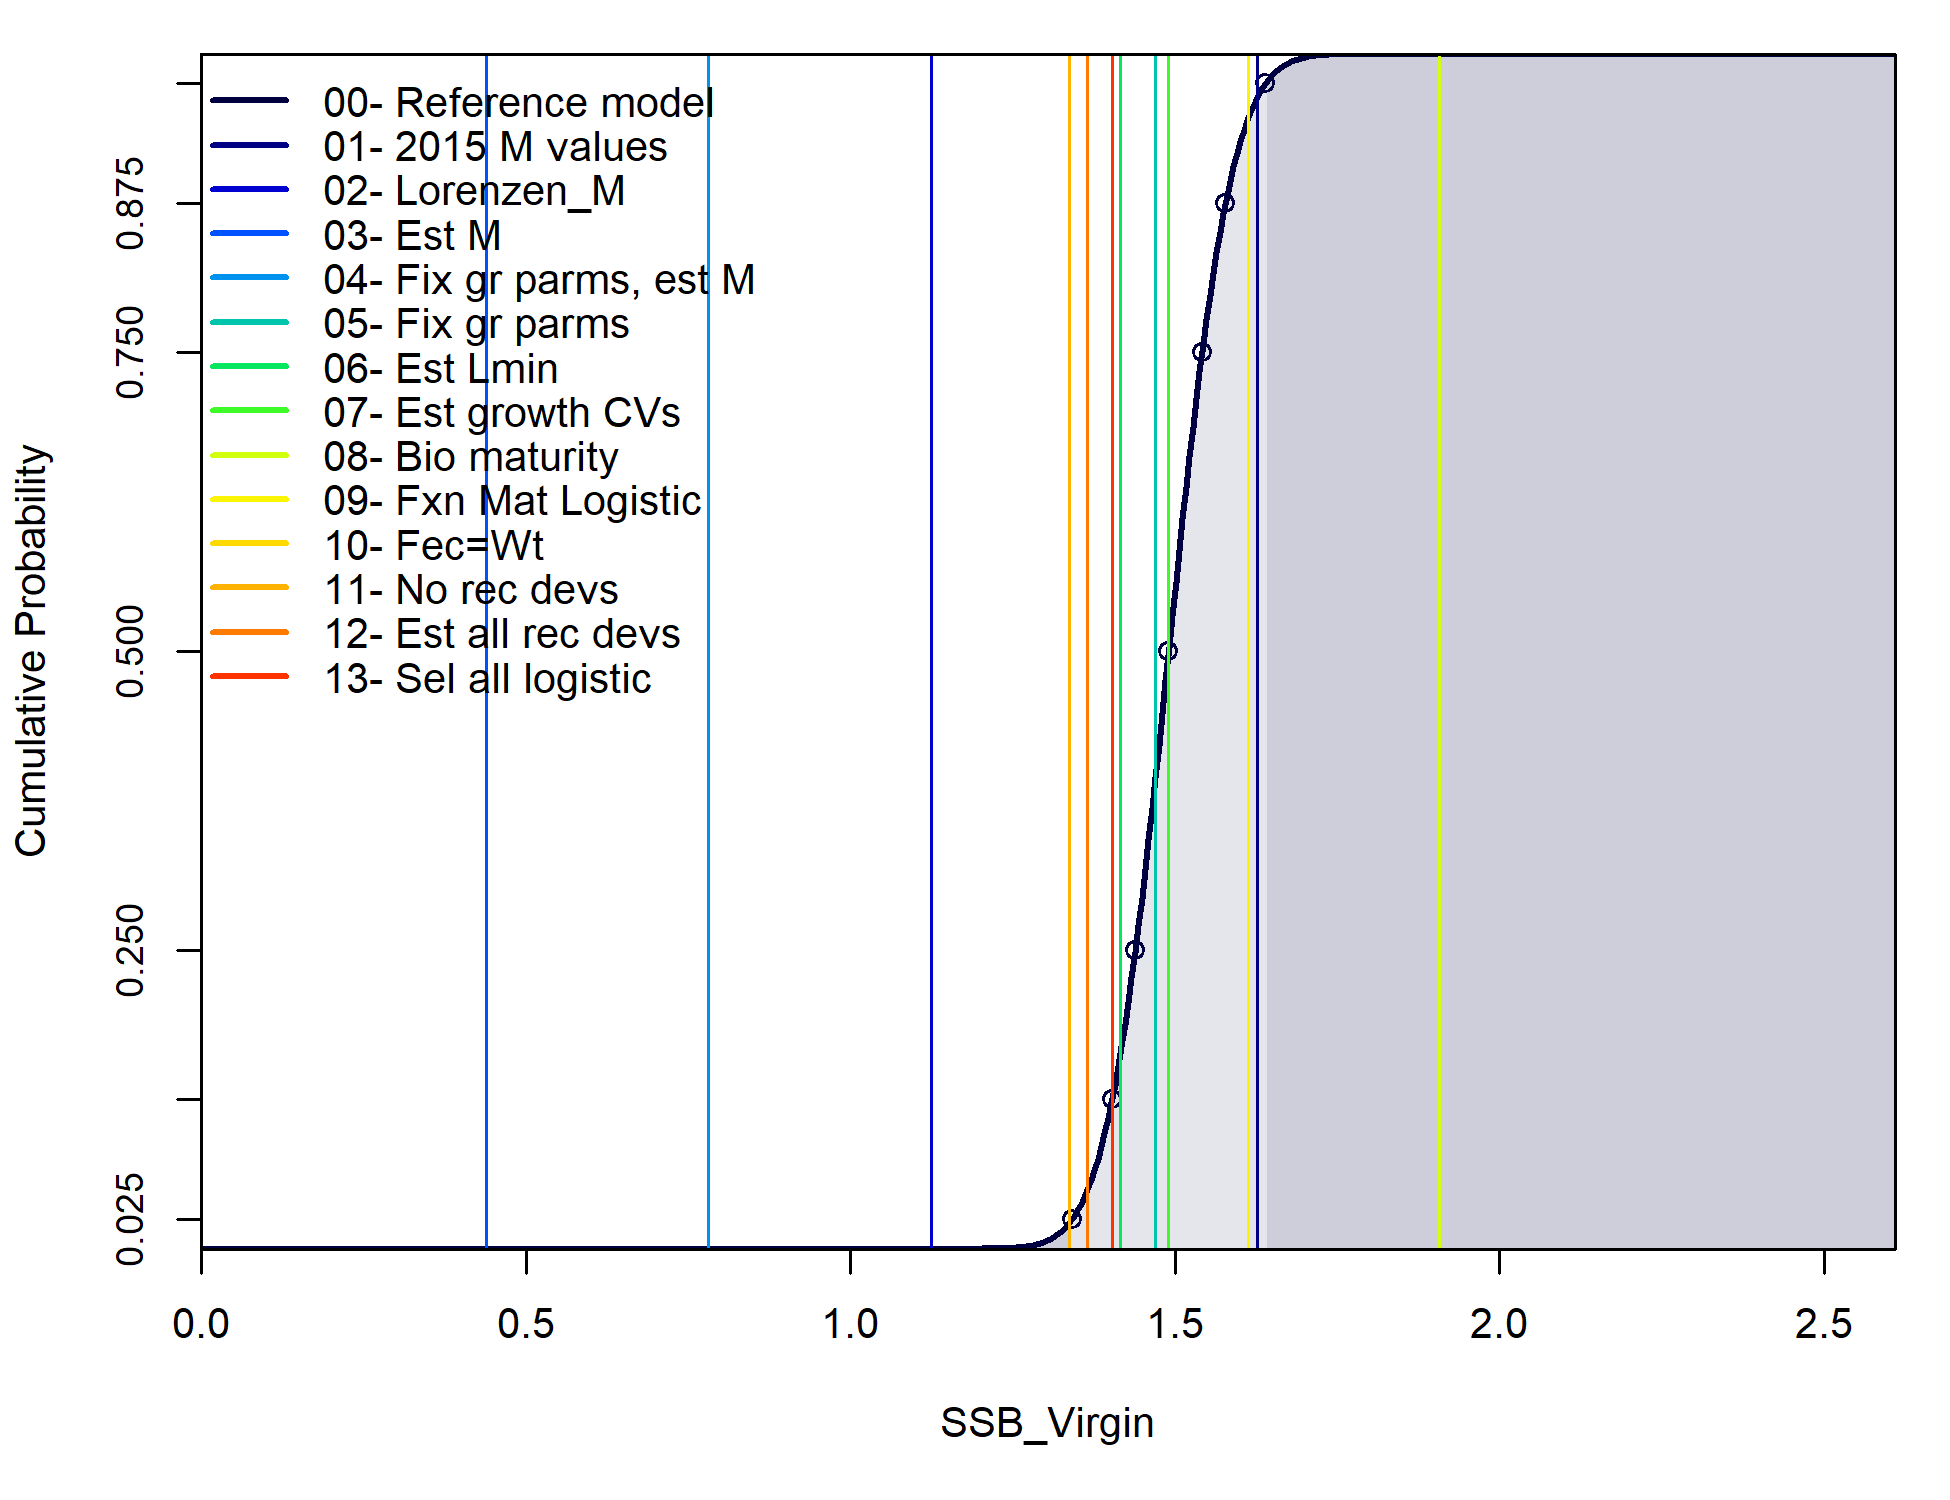 00- Reference model
01- 2015 M values
02- Lorenzen_M
03- Est M
04- Fix gr parms, est M
05- Fix gr parms
06- Est Lmin
07- Est growth CVs
08- Bio maturity
09- Fxn Mat Logistic
10- Fec=Wt
11- No rec devs
12- Est all rec devs
13- Sel all logistic
Cumulative Probability
0.875
0.750
0.500
0.250
0.025
0.0 0.5 1.0 1.5 2.0 2.5
SSB_Virgin